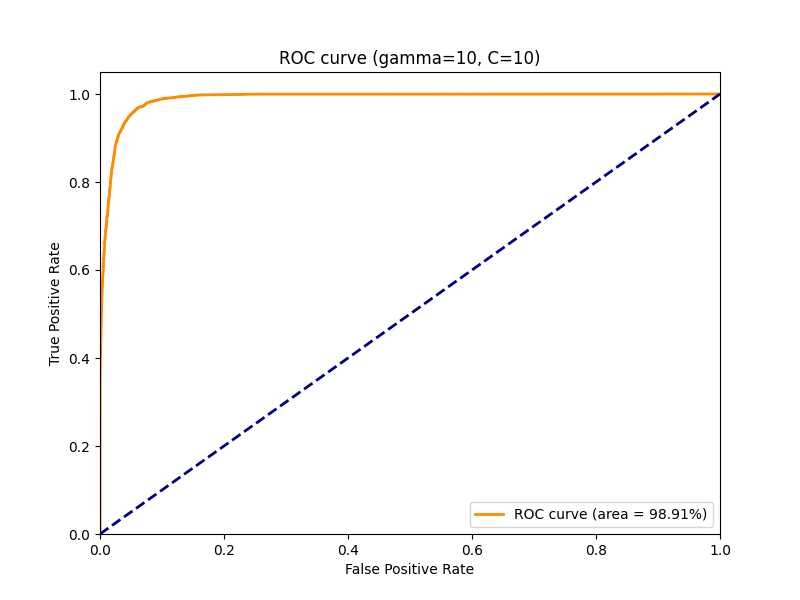 ROC curve (gamma=10, C=10)
True Positive Rate
1.0
0.8
0.6
0.4
0.2
0.0
ROC curve (area = 98.91%)
0.0 0.2 0.4 0.6 0.8 1.0
False Positive Rate